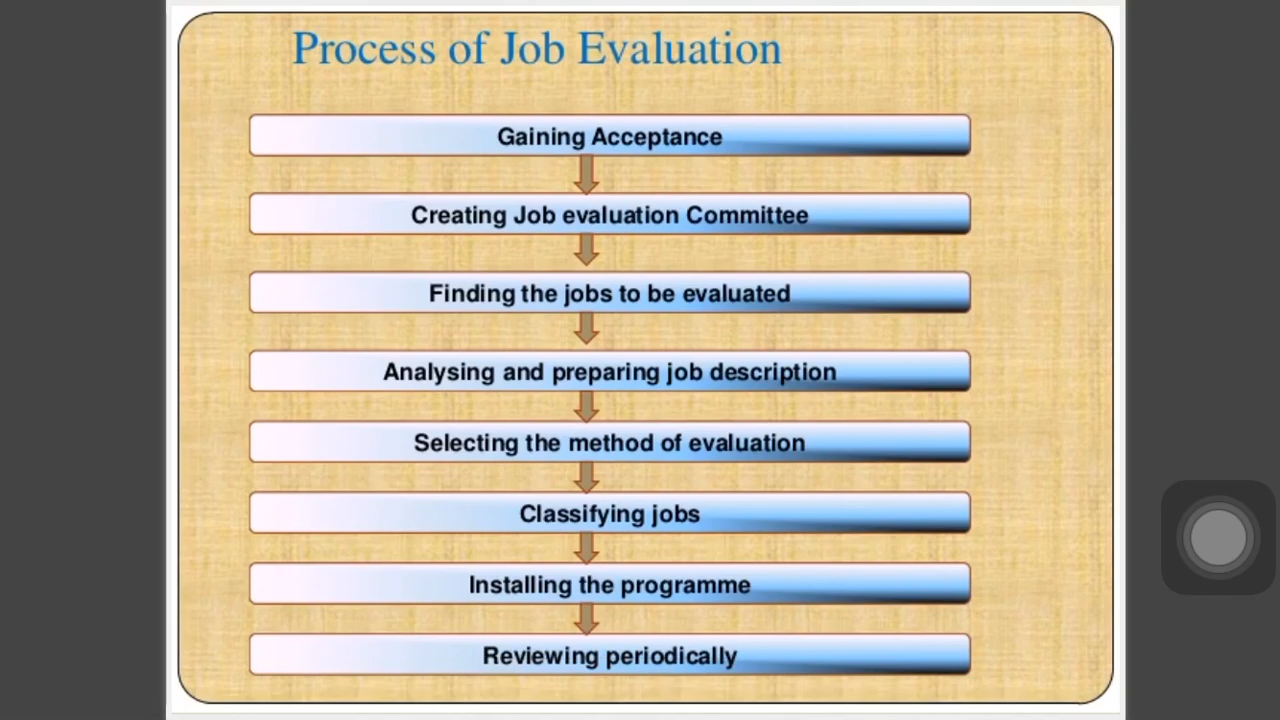 Process of Job Evaluation
Gaining Acceptance
Creating Job evaluation Committee
Finding the jobs to be evaluated
Analysing and preparing job description
Selecting the method of evaluation
Classifying jobs
Installing the programme
Reviewing periodically